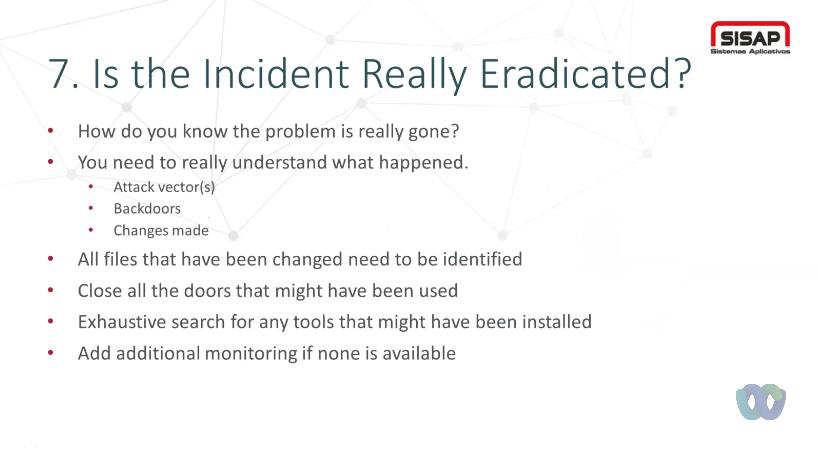 SISAP
Sistemas Aplicativos
7. Is the Incident Really Eradicated?
• How do you know the problem is really gone?
• You need to really understand what happened.
• Attack vector(s)
• Backdoors
• Changes made
• All files that have been changed need to be identified
• Close all the doors that might have been used
• Exhaustive search for any tools that might have been installed
• Add additional monitoring if none is available